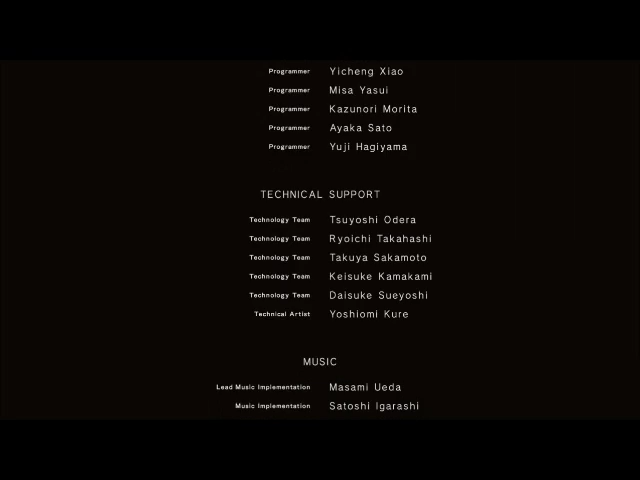 Programmer Yicheng Xiao
Programmer Misa Yasui
Programmer Kazunori Morita
Programmer Ayaka Sato
Programmer Yuji Hagiyama
TECHNICAL SUPPORT
Technology Team Tsuyoshi Odera
Technology Team Ryoichi Takahashi
Technology Team Takuya Sakamoto
Technology Team Keisuke Kamakami
Technology Team Daisuke Sueyoshi
Technical Artist Yoshiomi Kure
MUSIC
Lead Music Implementation Masami Ueda
Music Implementation Satoshi Igarashi